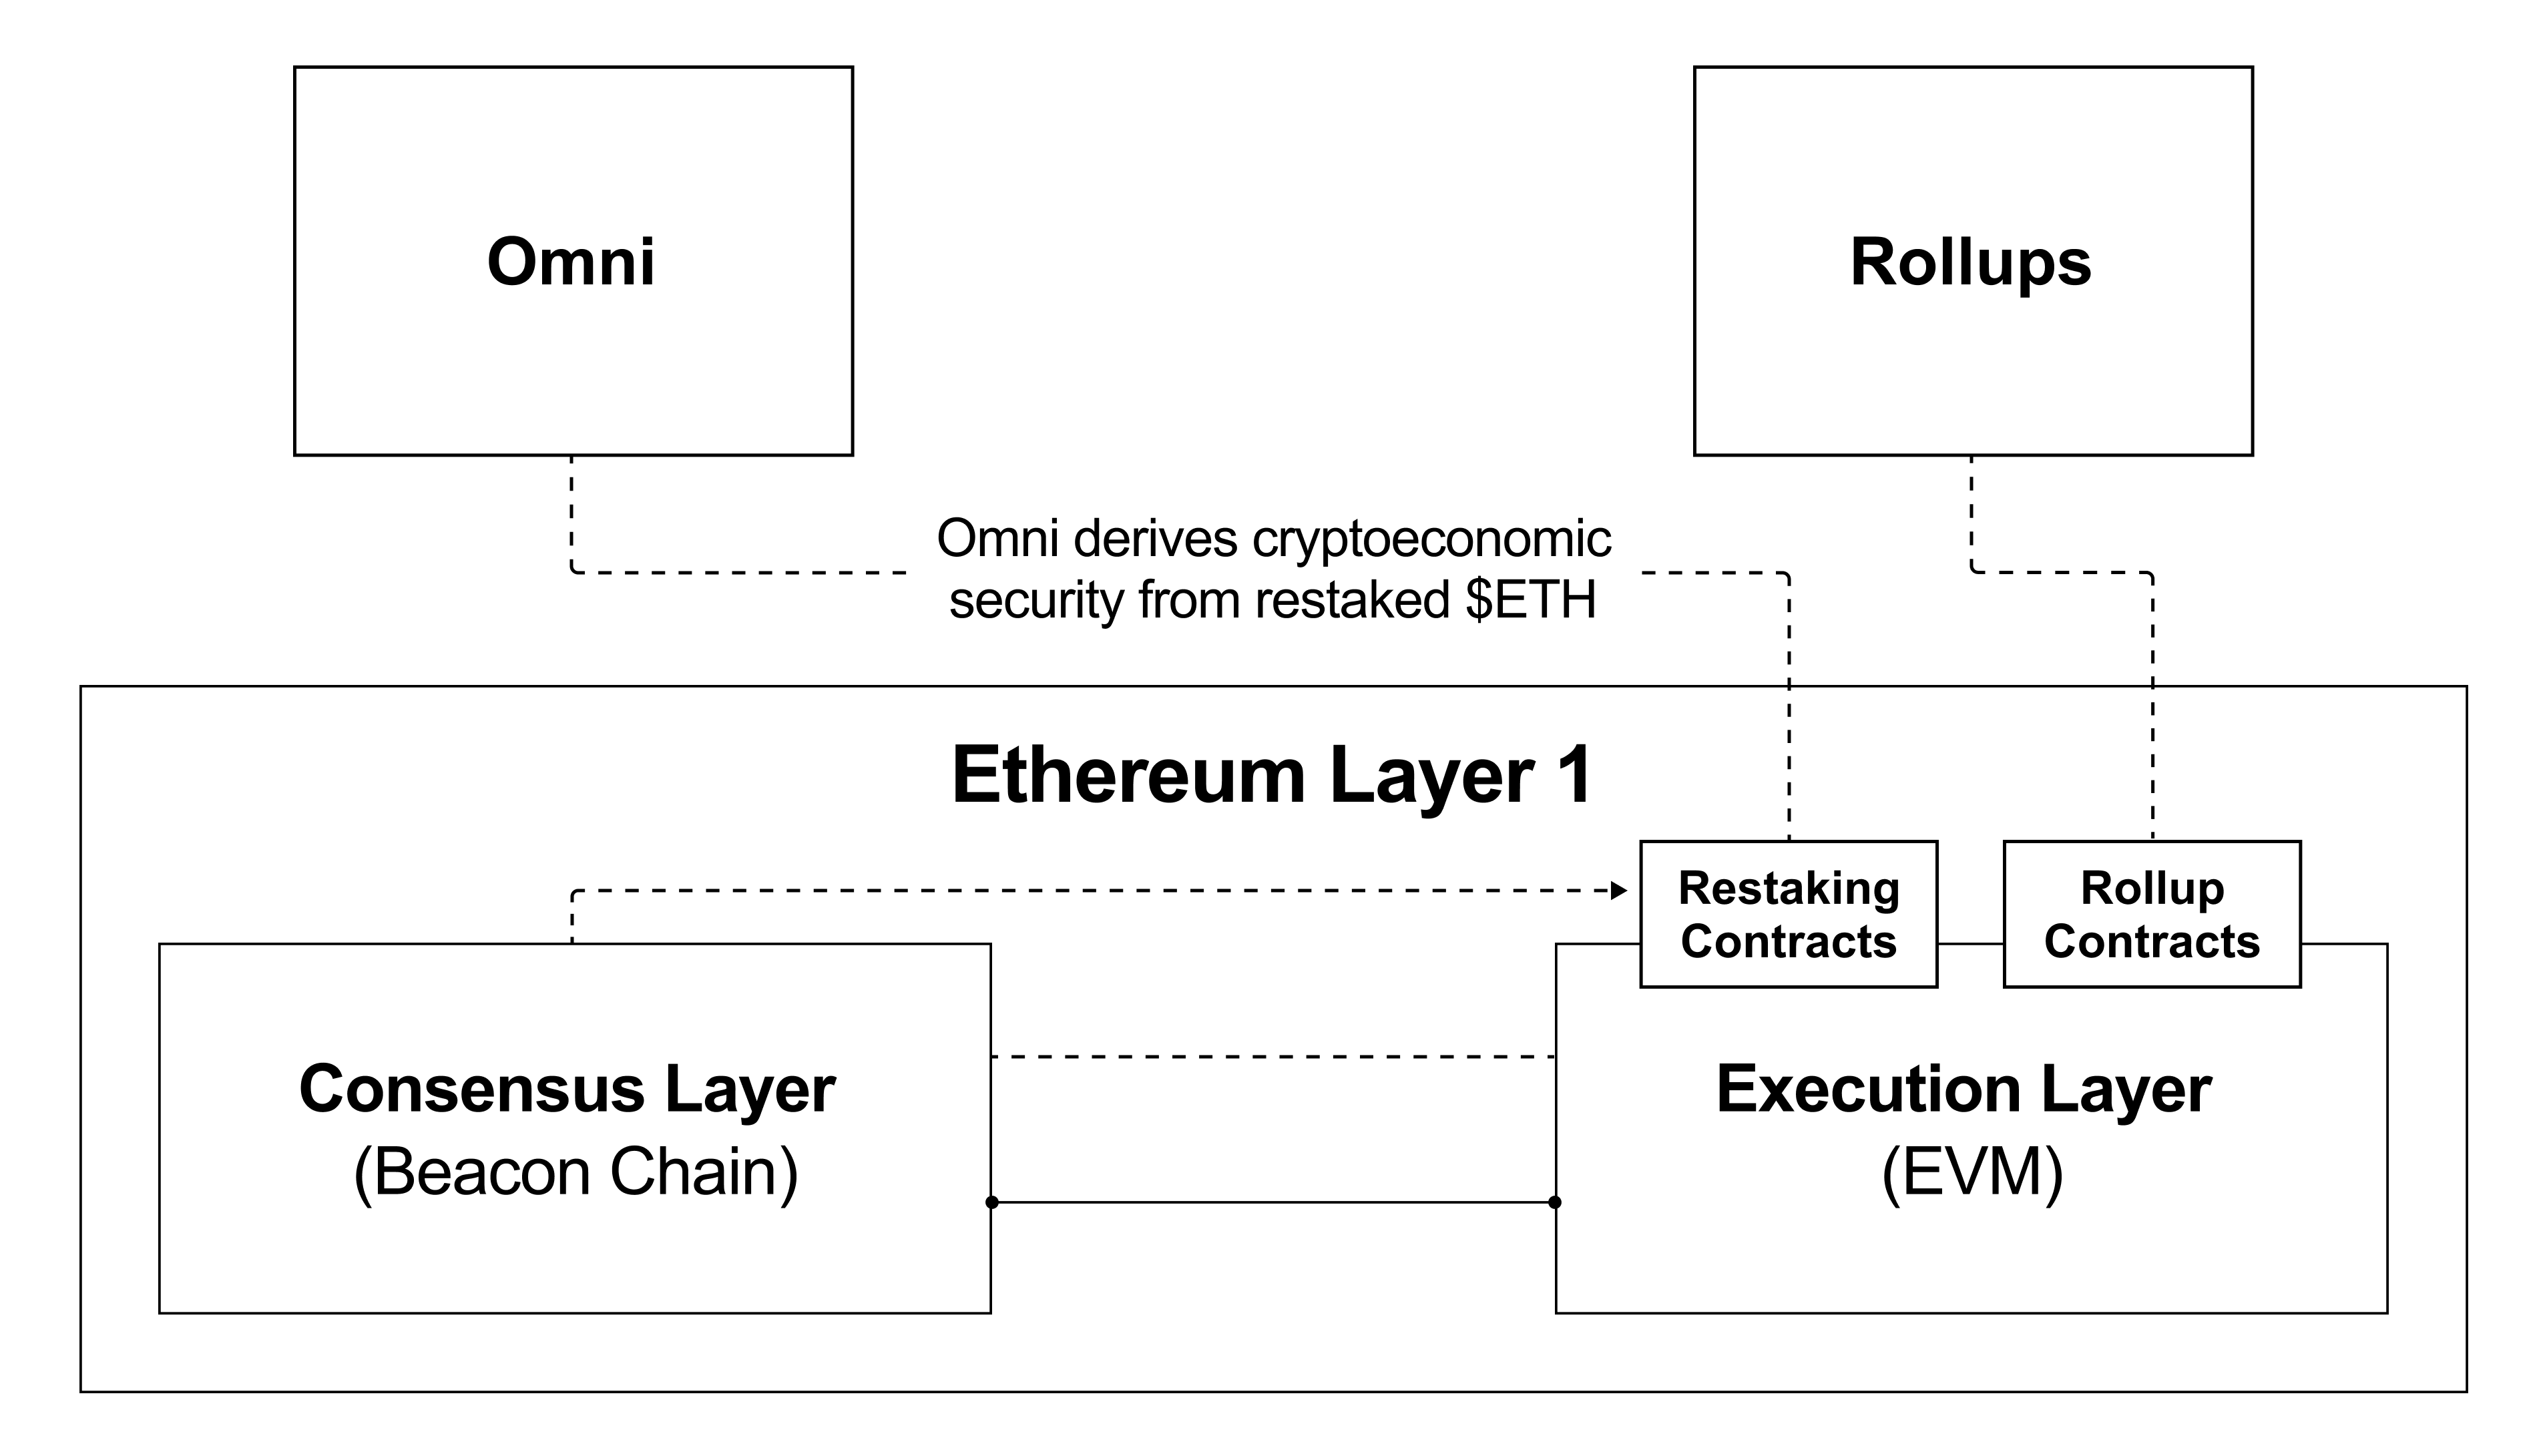 Omni
Rollups
Omni derives cryptoeconomic
security from restaked $ETH
Ethereum Layer 1
Restaking
Contracts
Rollup
Contracts
Consensus Layer
(Beacon Chain)
Execution Layer
(EVM)